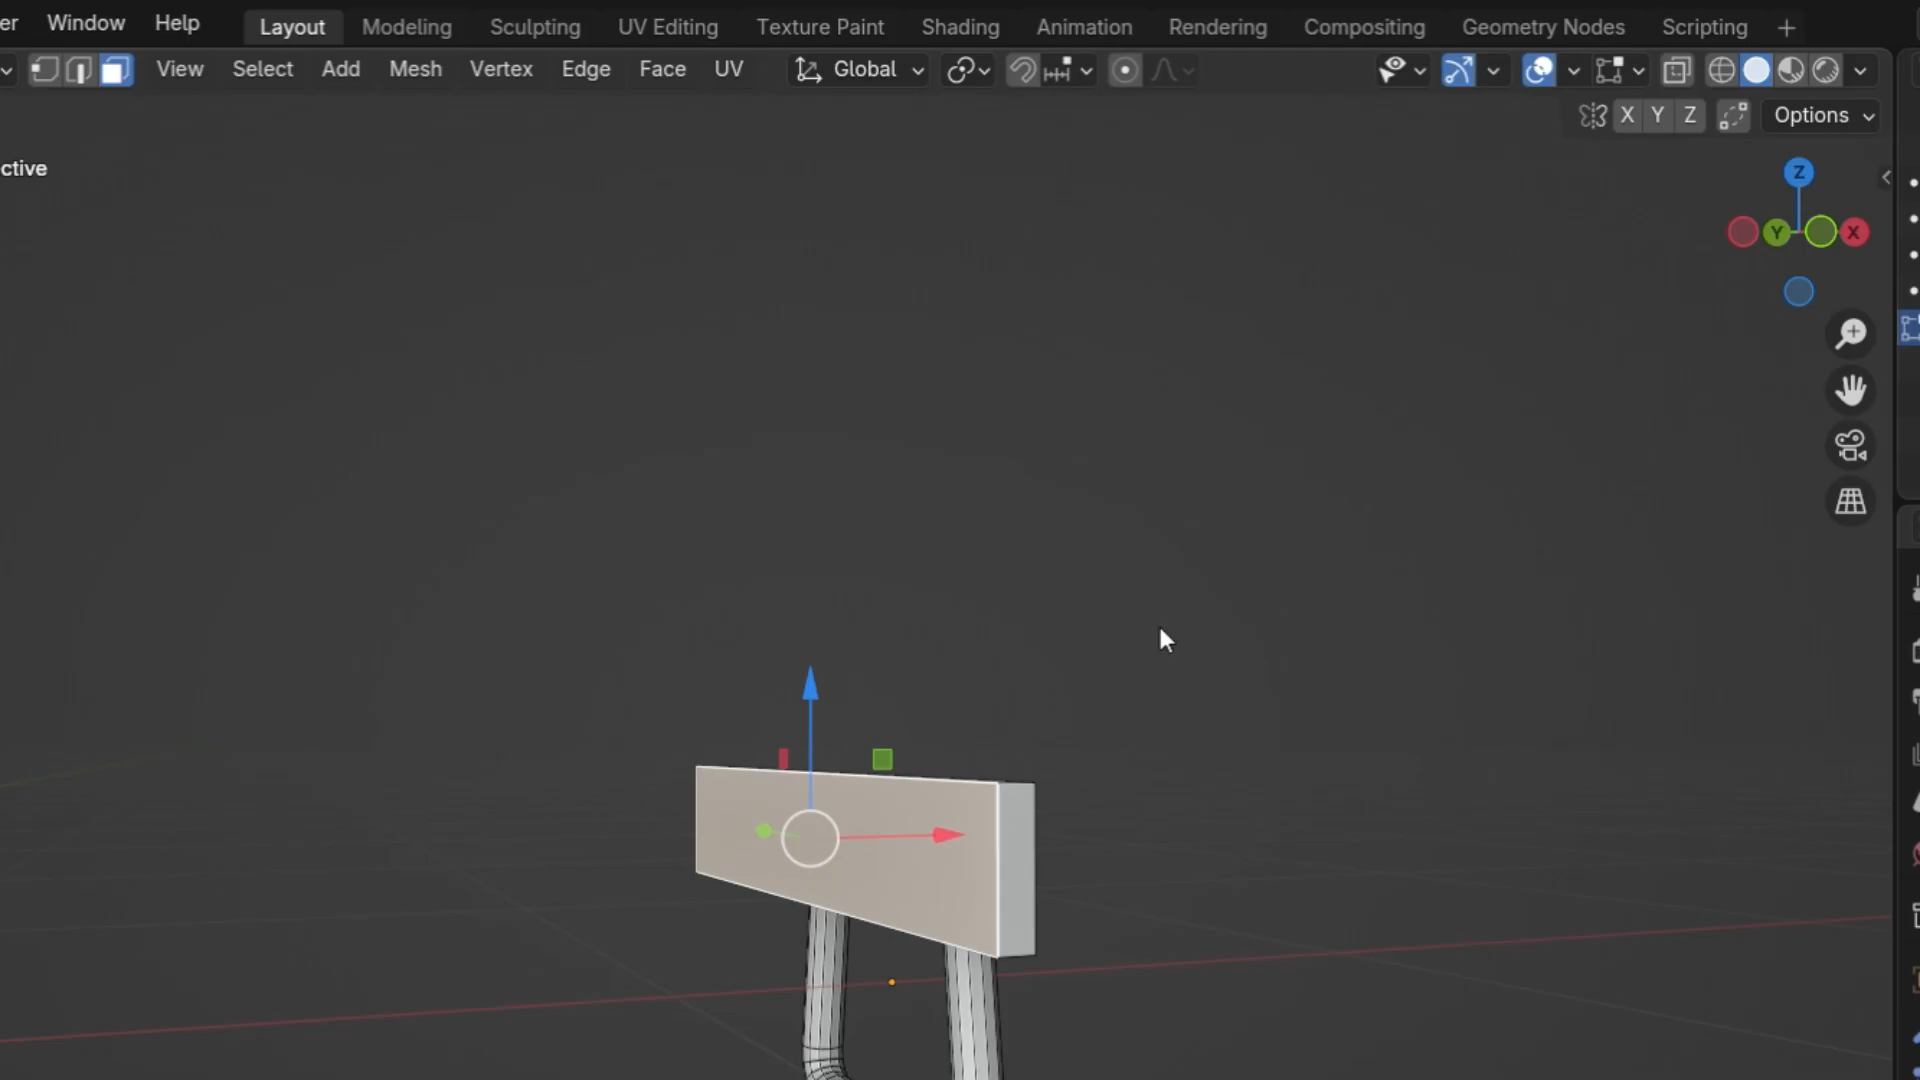 er Window Help Layout Modeling Sculpting UV Editing Texture Paint Shading Animation Rendering Compositing Geometry Nodes Scripting +
View Select Add Mesh Vertex Edge Face UV Global
X Y Z Options
ctive
Z
Y X